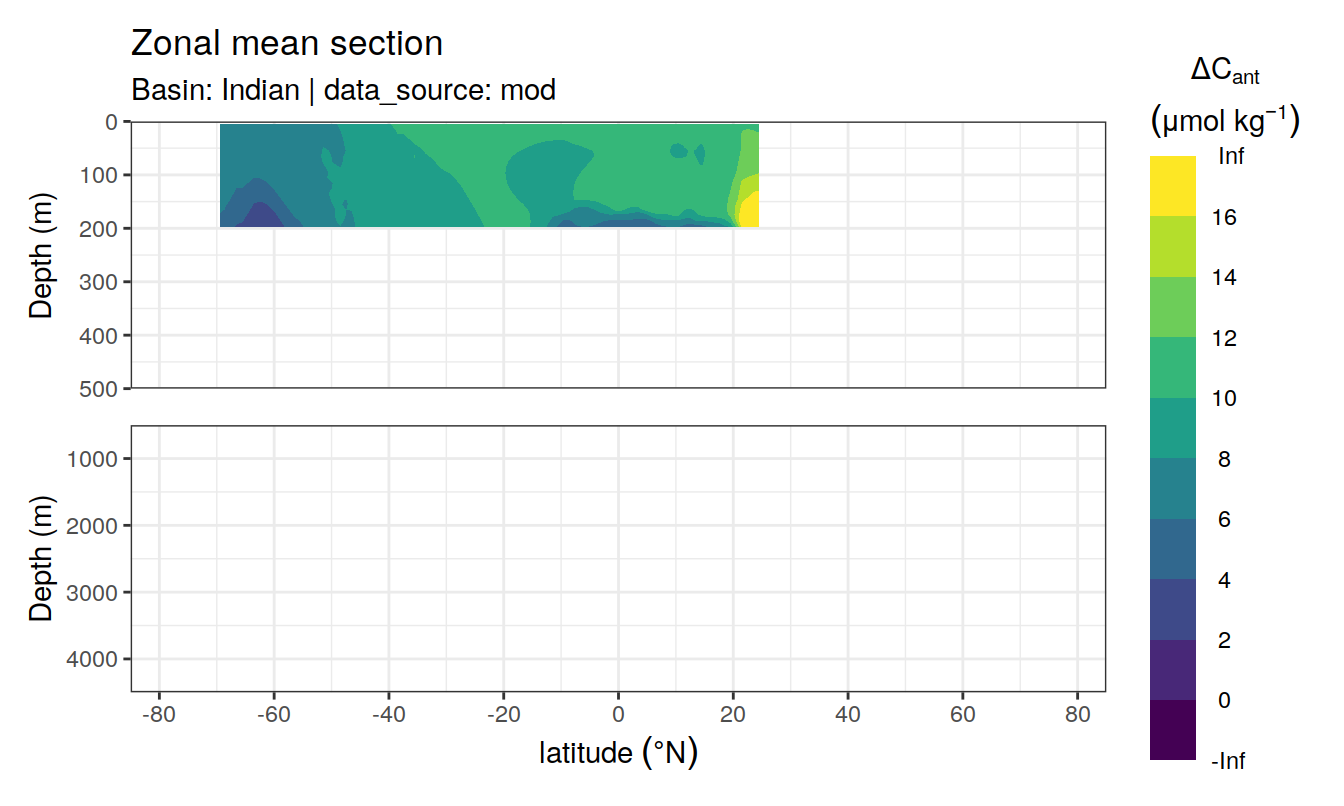 Zonal mean section
Basin: Indian | data_source: mod
ΔCant
(μmol kg−1)
Inf
16
14
12
10
8
6
4
2
0
-Inf
Depth (m)
0
100
200
300
400
500
Depth (m)
1000
2000
3000
4000
-80 -60 -40 -20 0 20 40 60 80
latitude (°N)